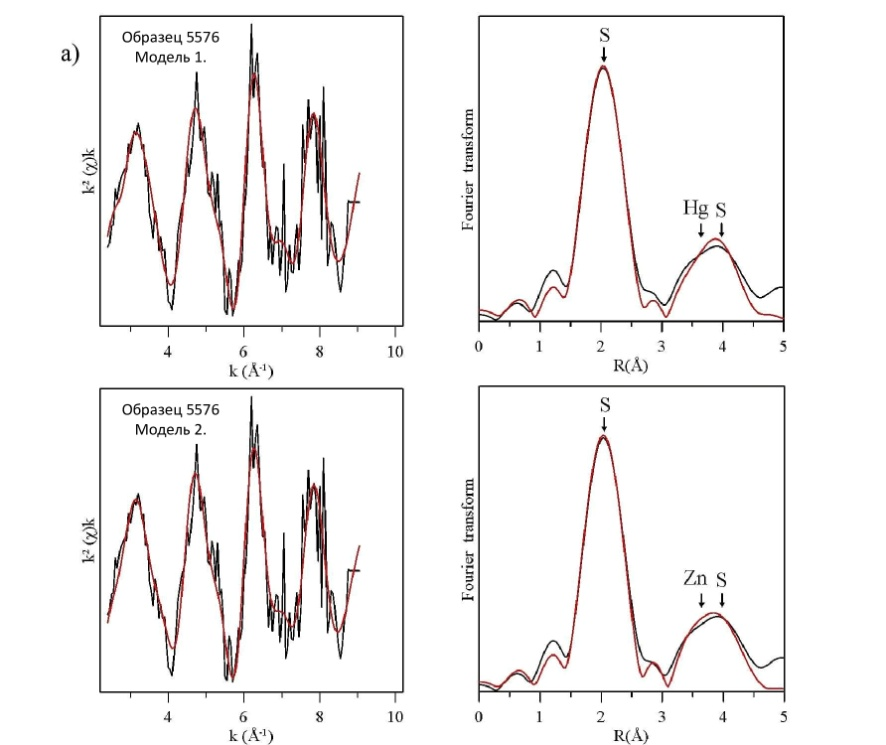 а)
Образец 5576
Модель 1.
k² (χ)k
4 6 8 10
k (Å⁻¹)
S
Hg S
Fourier transform
0 1 2 3 4 5
R(Å)
Образец 5576
Модель 2.
k² (χ)k
4 6 8 10
k (Å⁻¹)
S
Zn S
Fourier transform
0 1 2 3 4 5
R(Å)